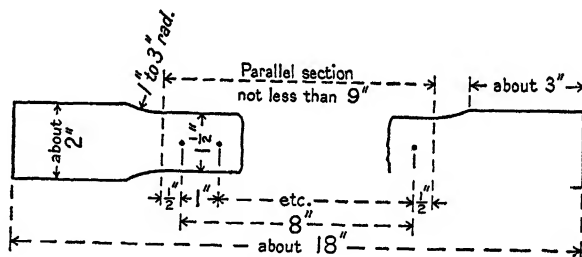 1" to 3" rad.
Parallel section
not less than 9"
about 3"
about
2"
1 1/2"
1/2"
1"
etc.
1/2"
8"
about 18"